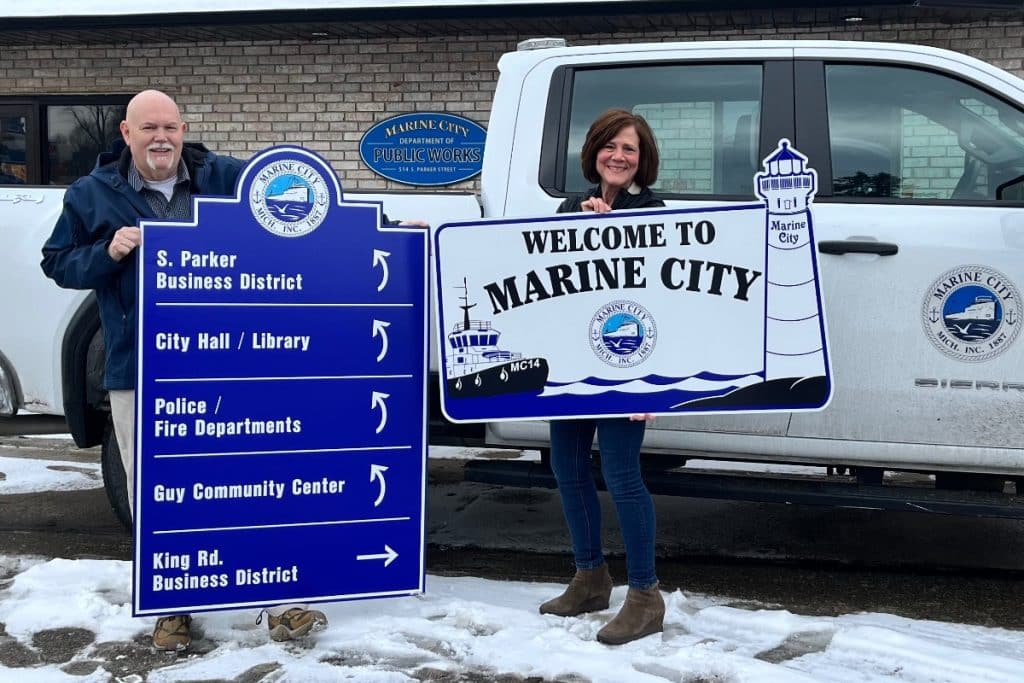 MARINE CITY
DEPARTMENT OF
PUBLIC WORKS
514 S. PARKER STREET
MARINE CITY
MICH. INC. 1887
S. Parker
Business District
City Hall / Library
Police /
Fire Departments
Guy Community Center
King Rd.
Business District
WELCOME TO
MARINE CITY
MARINE CITY
MICH. INC. 1887
MC14
Marine
City
MARINE CITY
MICH. INC. 1887